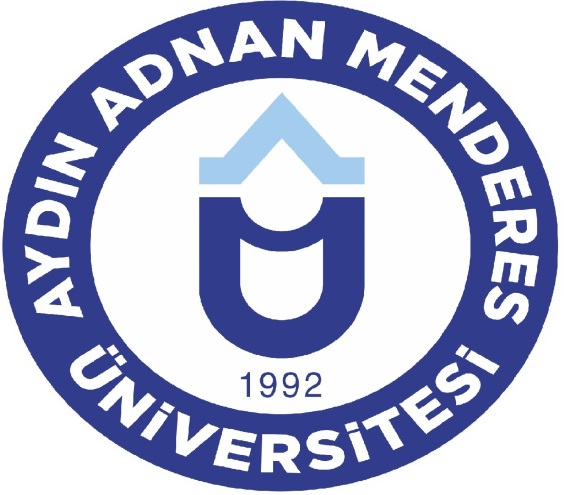 AYDIN ADNAN MENDERES
ÜNİVERSİTESİ
1992